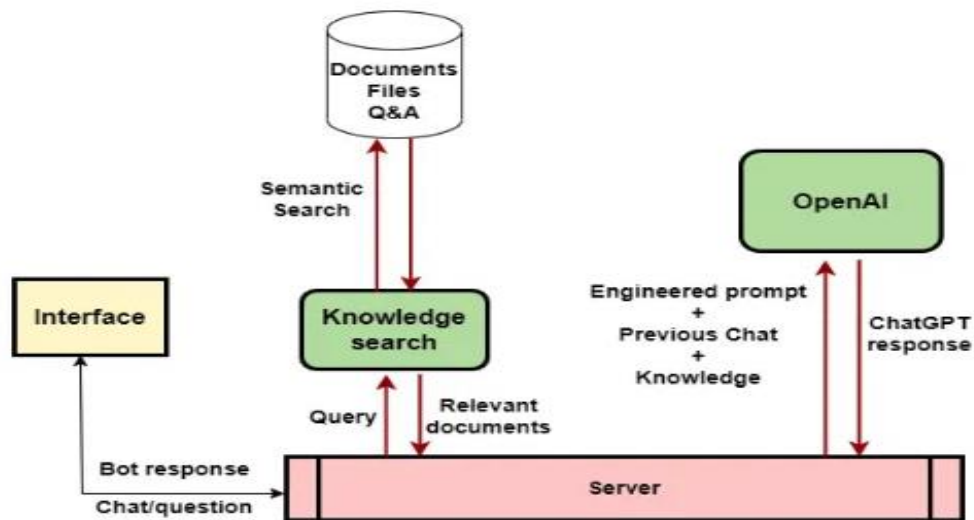 Documents
Files
Q&A
Semantic
Search
OpenAI
Interface
Knowledge
search
Engineered prompt
+
Previous Chat
+
Knowledge
ChatGPT
response
Query
Relevant
documents
Bot response
Chat/question
Server